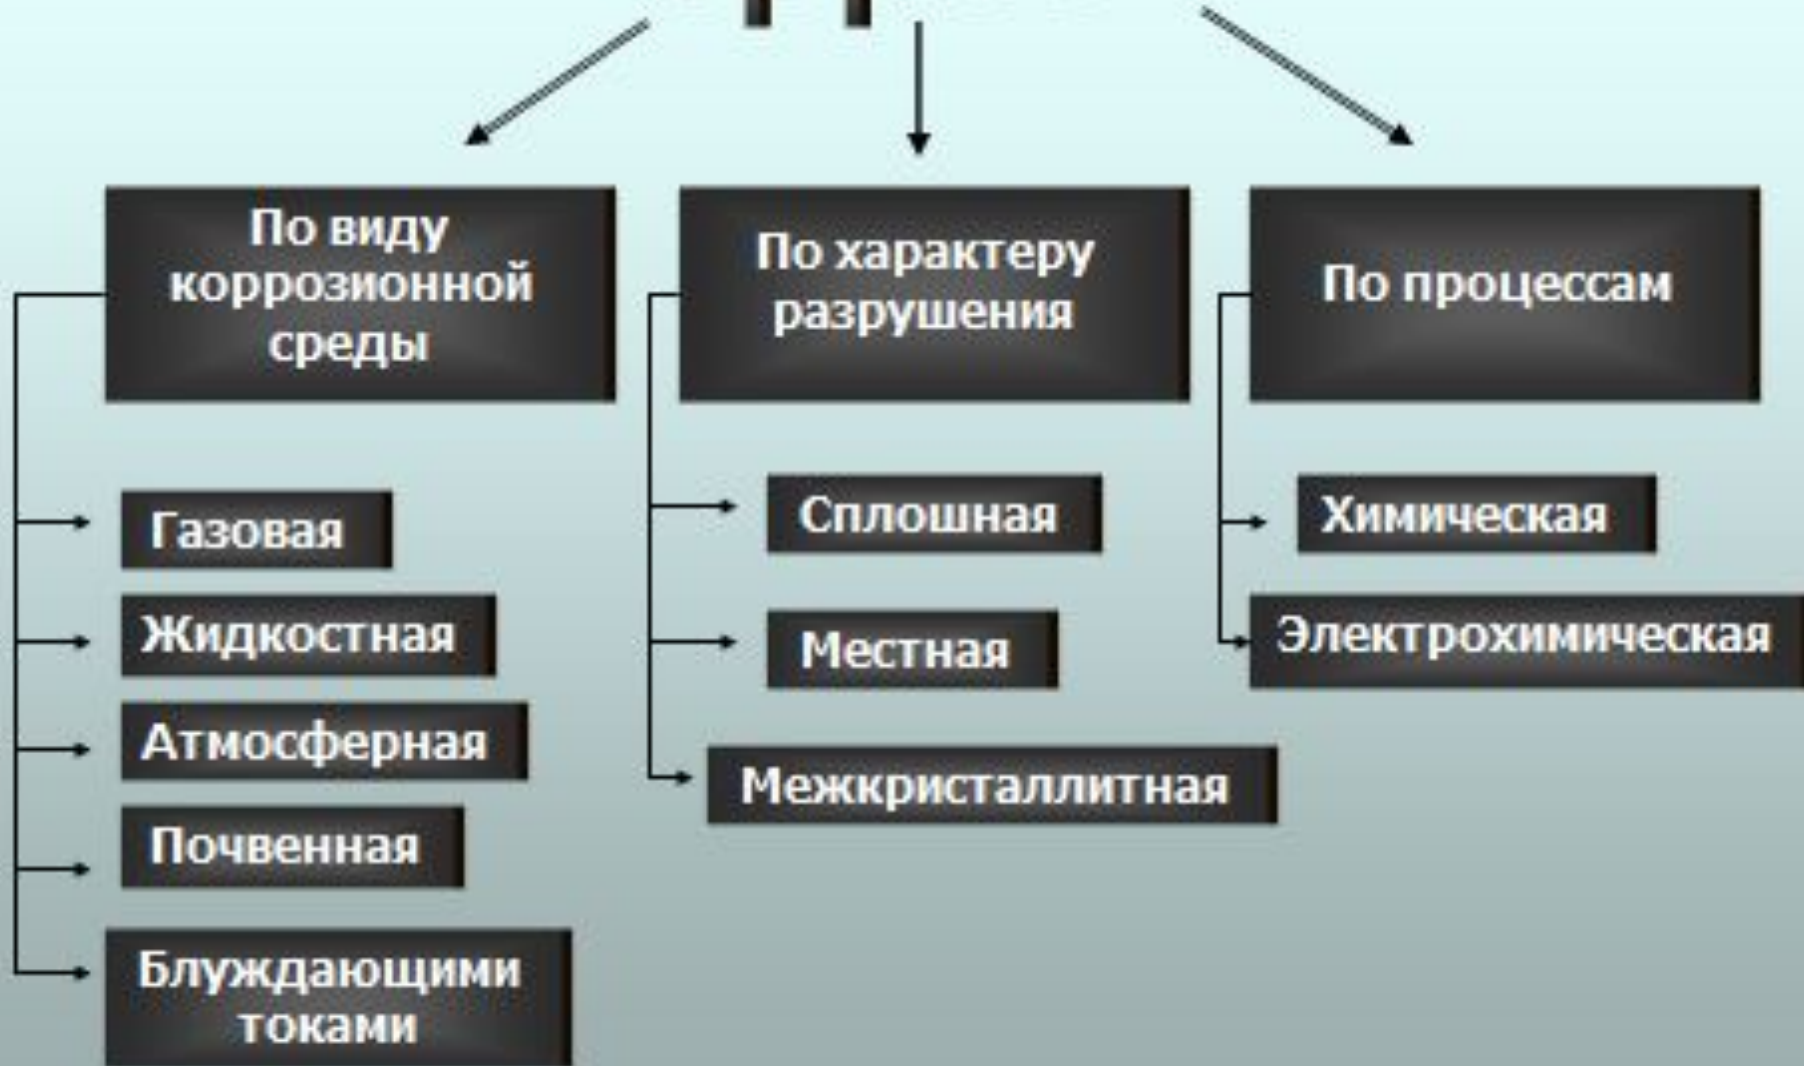 По виду
коррозионной
среды
По характеру
разрушения
По процессам
Газовая
Жидкостная
Атмосферная
Почвенная
Блуждающими
токами
Сплошная
Местная
Межкристаллитная
Химическая
Электрохимическая